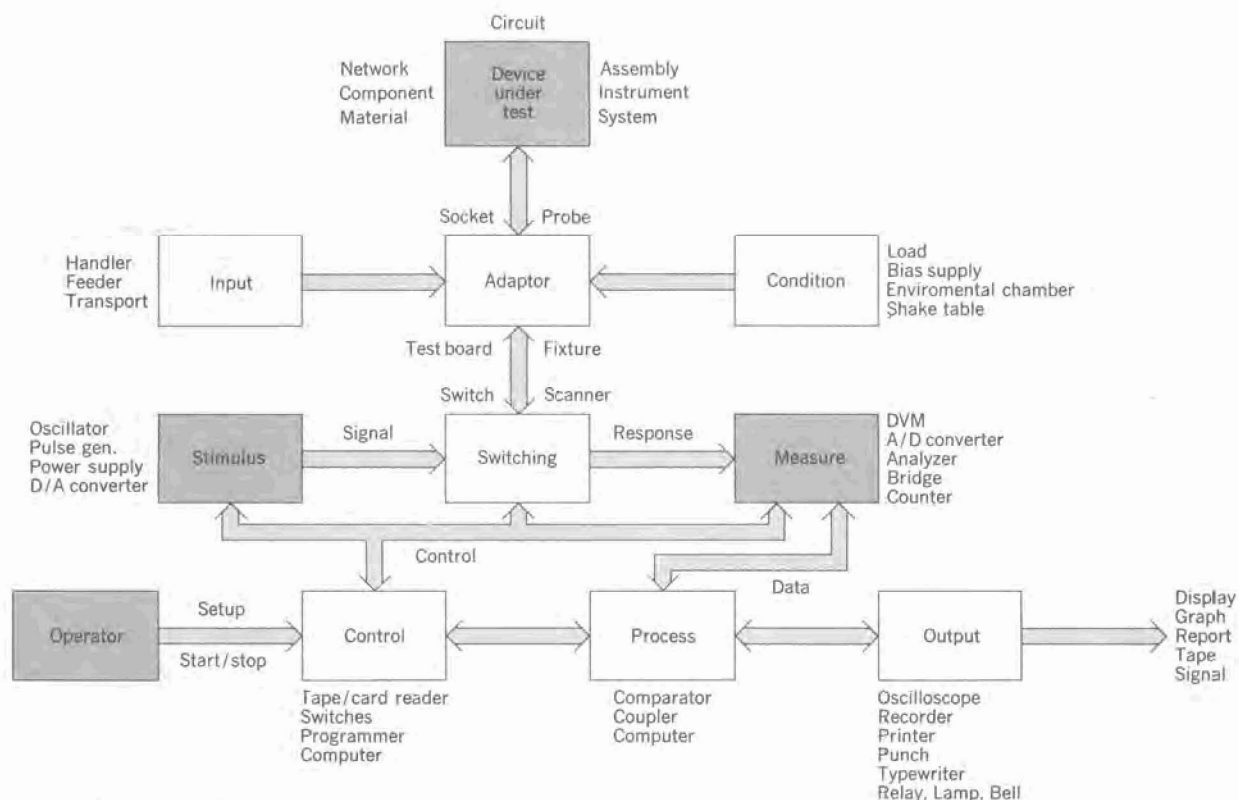 Circuit
Network
Component
Material
Device
under
test
Assembly
Instrument
System
Socket
Probe
Handler
Feeder
Transport
Input
Adaptor
Condition
Load
Bias supply
Enviromental chamber
Shake table
Test board
Fixture
Switch
Scanner
Oscillator
Pulse gen.
Power supply
D/A converter
Stimulus
Signal
Switching
Response
Measure
DVM
A/D converter
Analyzer
Bridge
Counter
Control
Data
Operator
Setup
Start/stop
Control
Process
Output
Display
Graph
Report
Tape
Signal
Tape/card reader
Switches
Programmer
Computer
Comparator
Coupler
Computer
Oscilloscope
Recorder
Printer
Punch
Typewriter
Relay, Lamp, Bell